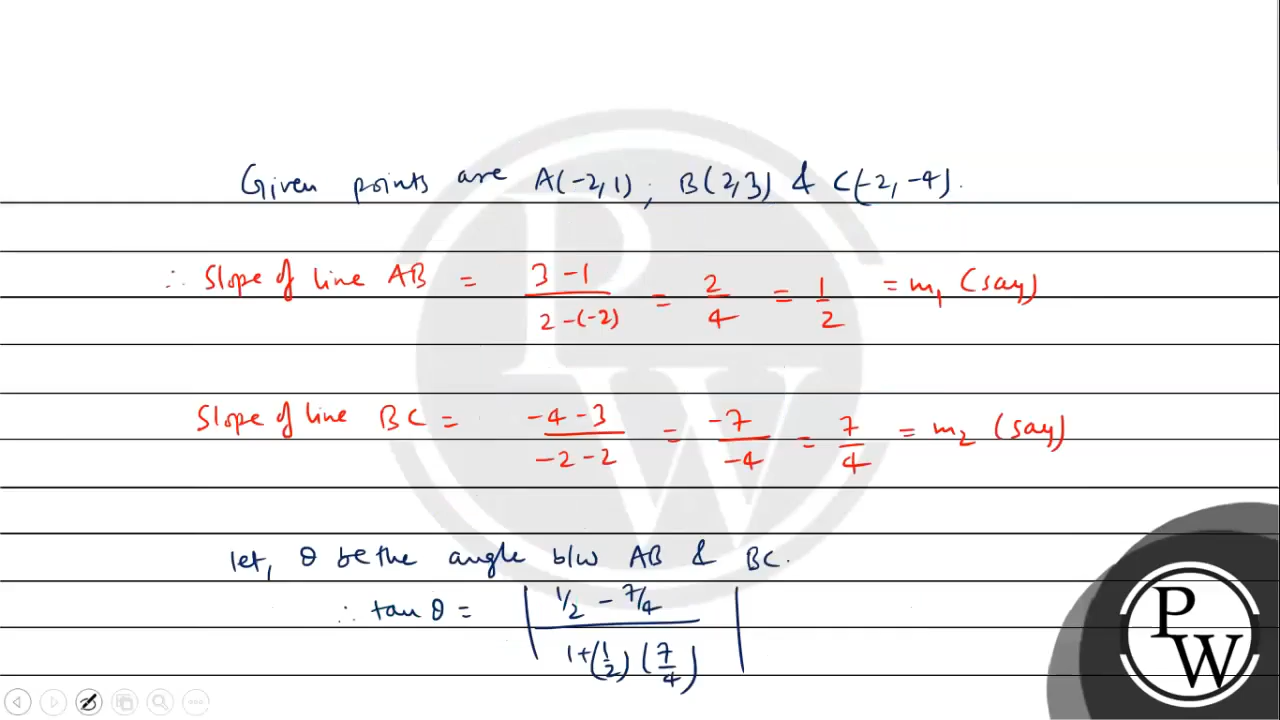 Given points are A(-2,1), B(2,3) & C(-2,-4).
∴ Slope of line AB = (3-1)/(2-(-2)) = 2/4 = 1/2 = m₁ (say)
Slope of line BC = (-4-3)/(-2-2) = -7/-4 = 7/4 = m₂ (say)
let, θ be the angle b/w AB & BC.
∴ tan θ = | (1/2 - 7/4)/(1+(1/2)(7/4)) |
P
W
P
W